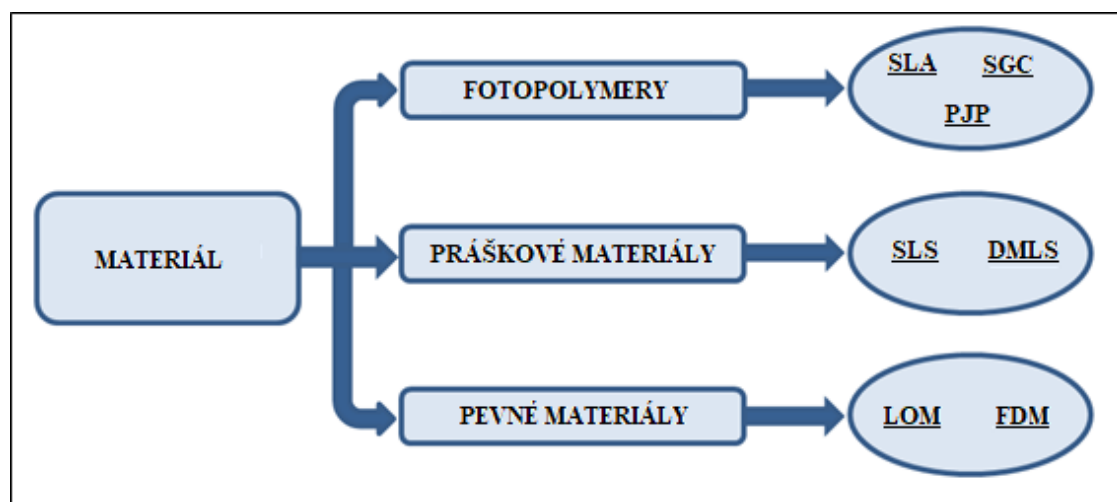 MATERIÁL
FOTOPOLYMERY
SLA SGC
PJP
PRÁŠKOVÉ MATERIÁLY
SLS DMLS
PEVNÉ MATERIÁLY
LOM FDM